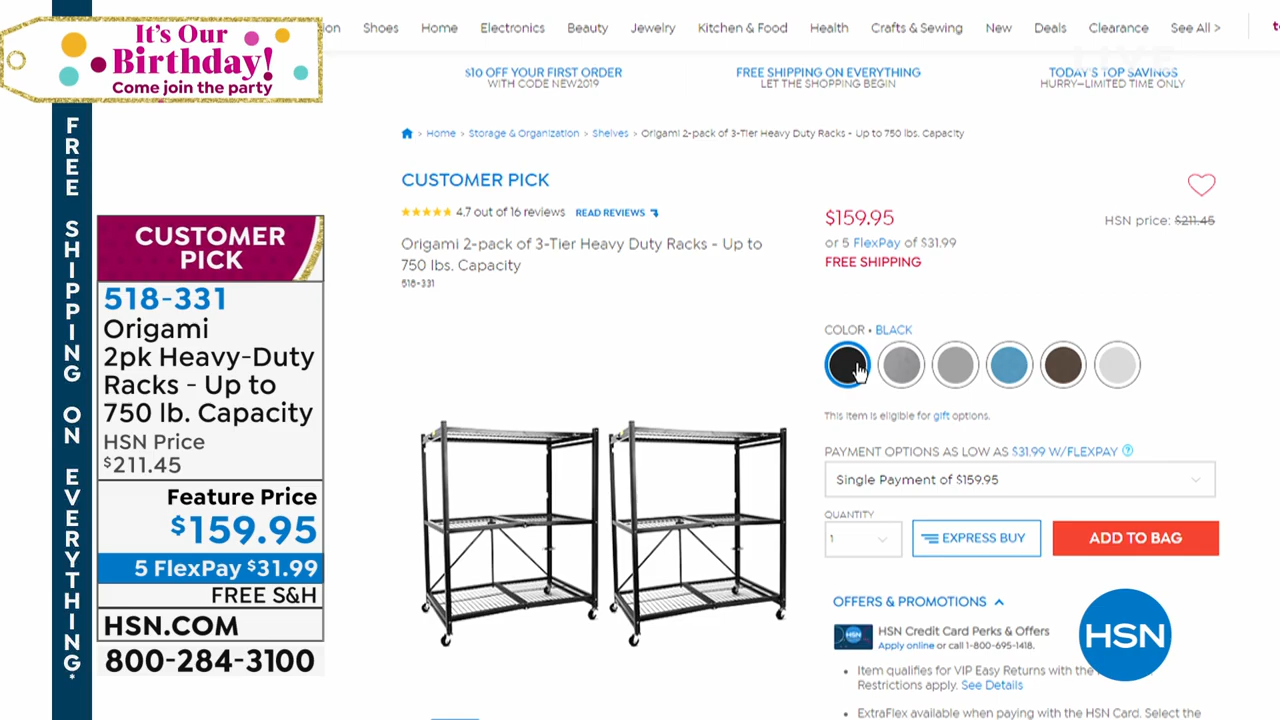 It's Our
Birthday!
Come join the party
FREE SHIPPING ON EVERYTHING.*
CUSTOMER
PICK
518-331
Origami
2pk Heavy-Duty
Racks - Up to
750 lb. Capacity
HSN Price
$211.45
Feature Price
$159.95
5 FlexPay $31.99
FREE S&H
HSN.COM
800-284-3100
Shoes Home Electronics Beauty Jewelry Kitchen & Food Health Crafts & Sewing New Deals Clearance See All >
LIVE
$10 OFF YOUR FIRST ORDER
WITH CODE NEW2019
FREE SHIPPING ON EVERYTHING
LET THE SHOPPING BEGIN
TODAY'S TOP SAVINGS
HURRY—LIMITED TIME ONLY
> Home > Storage & Organization > Shelves > Origami 2-pack of 3-Tier Heavy Duty Racks - Up to 750 lbs. Capacity
CUSTOMER PICK
4.7 out of 16 reviews READ REVIEWS
Origami 2-pack of 3-Tier Heavy Duty Racks - Up to
750 lbs. Capacity
518-331
$159.95
HSN price: $211.45
or 5 FlexPay of $31.99
FREE SHIPPING
COLOR • BLACK
This item is eligible for gift options.
PAYMENT OPTIONS AS LOW AS $31.99 W/FLEXPAY ?
Single Payment of $159.95
QUANTITY
1
EXPRESS BUY
ADD TO BAG
OFFERS & PROMOTIONS
HSN
HSN Credit Card Perks & Offers
Apply online or call 1-800-695-1418.
HSN
• Item qualifies for VIP Easy Returns with the
Restrictions apply. See Details
• ExtraFlex available when paying with the HSN Card. Select the